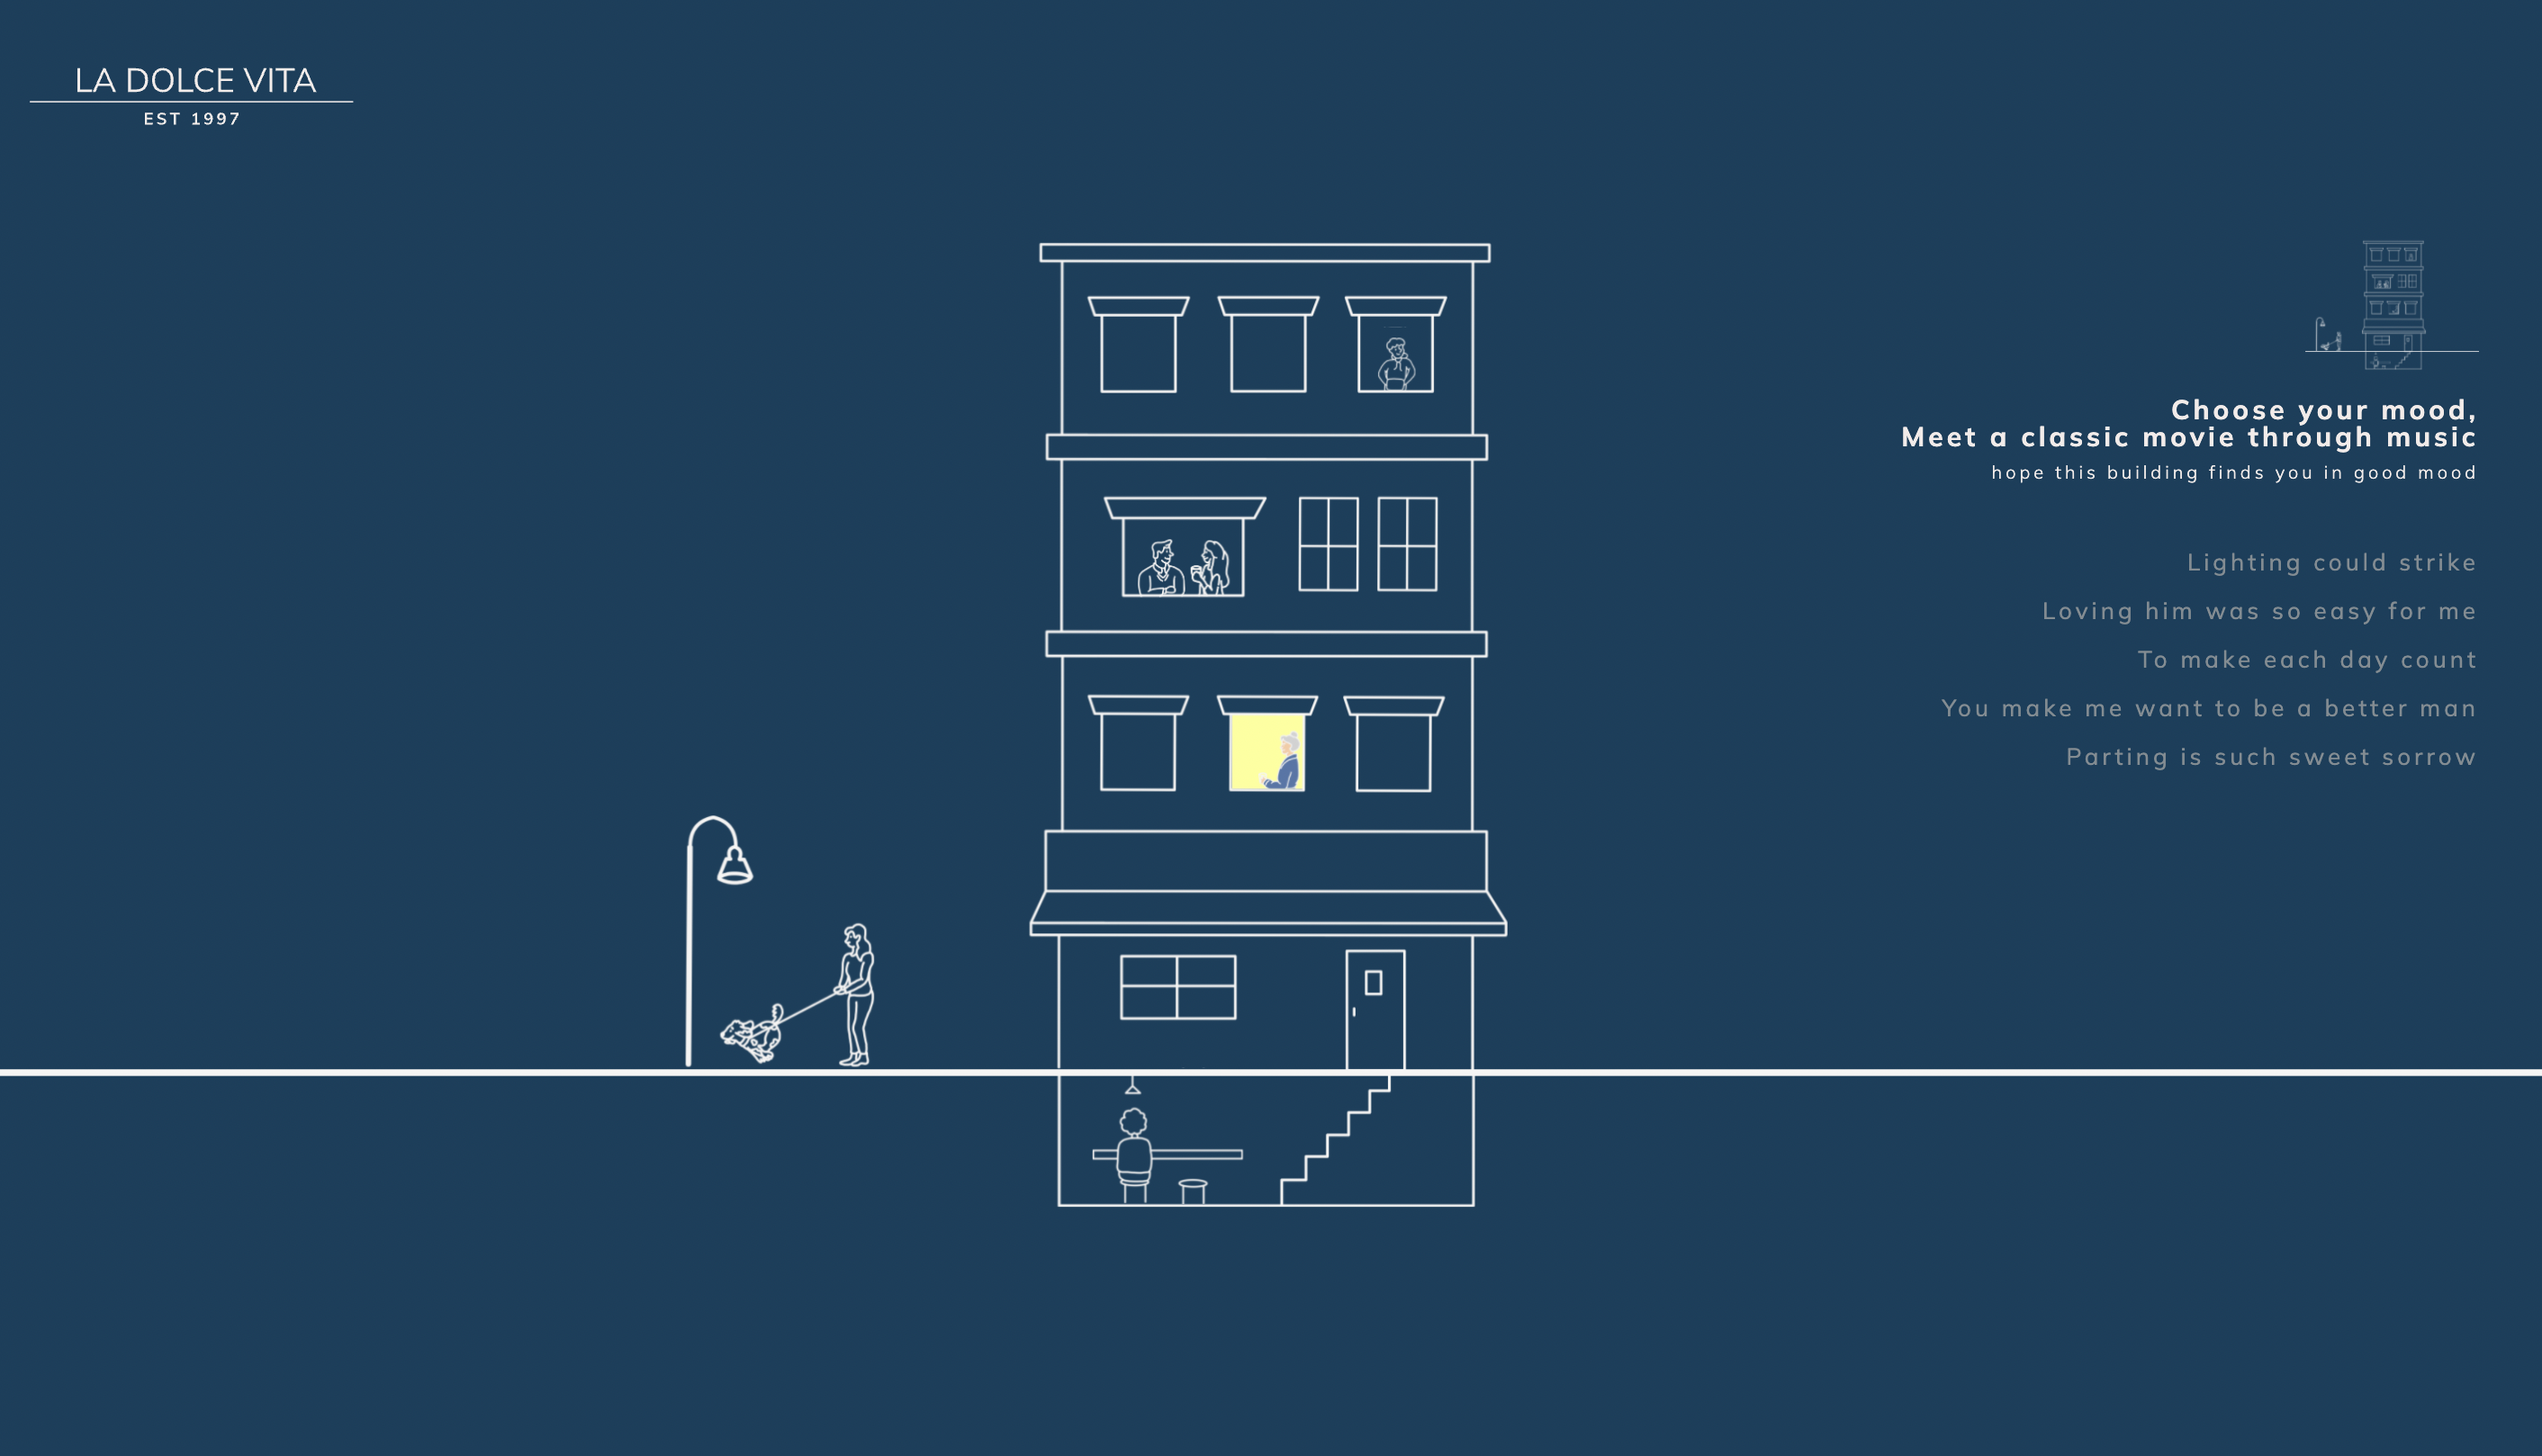 LA DOLCE VITA
EST 1997
Choose your mood,
Meet a classic movie through music
hope this building finds you in good mood
Lighting could strike
Loving him was so easy for me
To make each day count
You make me want to be a better man
Parting is such sweet sorrow